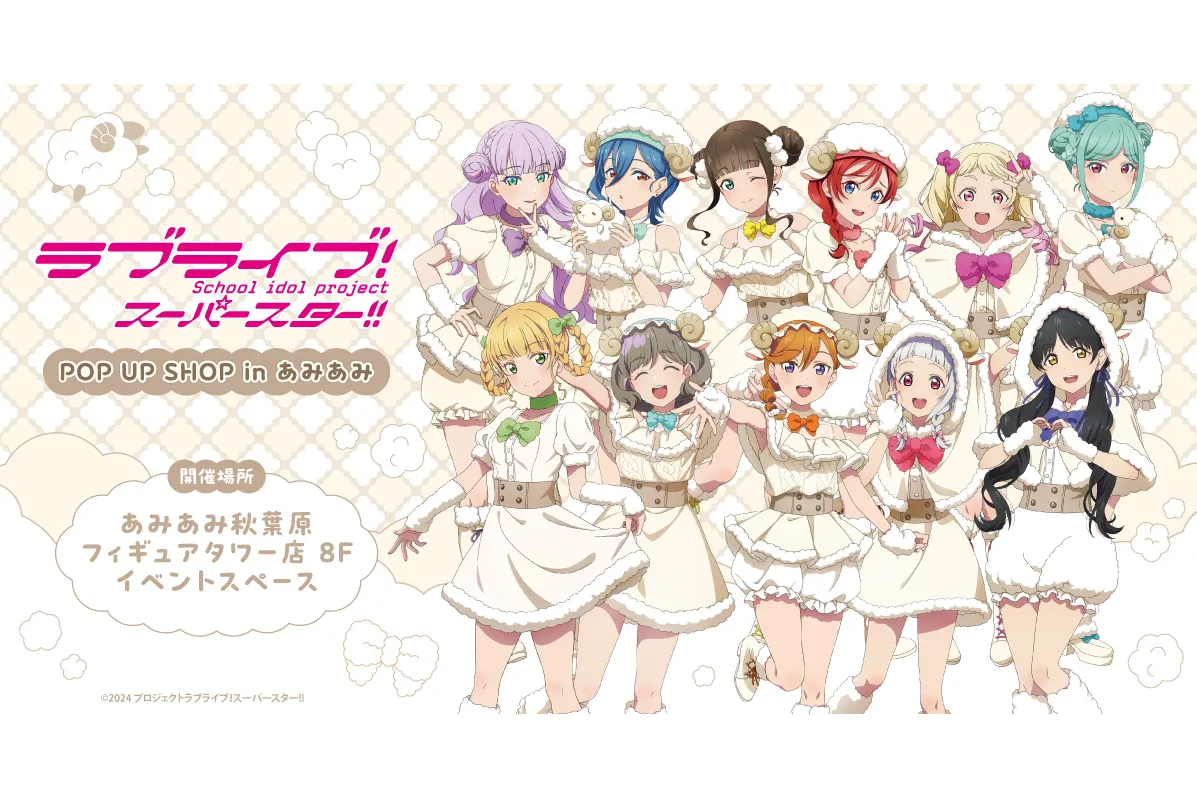 ラブライブ!
School idol project
スーパースター!!
POP UP SHOP in あみあみ
開催場所
あみあみ秋葉原
フィギュアタワー店 8F
イベントスペース
©2024 プロジェクトラブライブ!スーパースター!!